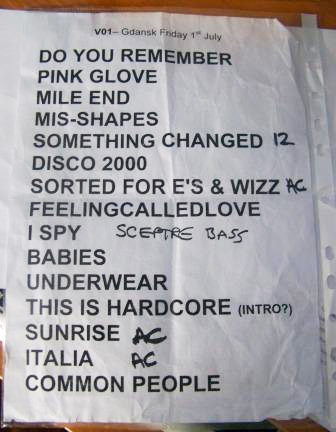 V01– Gdansk Friday 1st July
DO YOU REMEMBER
PINK GLOVE
MILE END
MIS-SHAPES
SOMETHING CHANGED 12
DISCO 2000
SORTED FOR E'S & WIZZ AC
FEELINGCALLEDLOVE
I SPY SCEPTRE BASS
BABIES
UNDERWEAR
THIS IS HARDCORE (INTRO?)
SUNRISE AC
ITALIA AC
COMMON PEOPLE